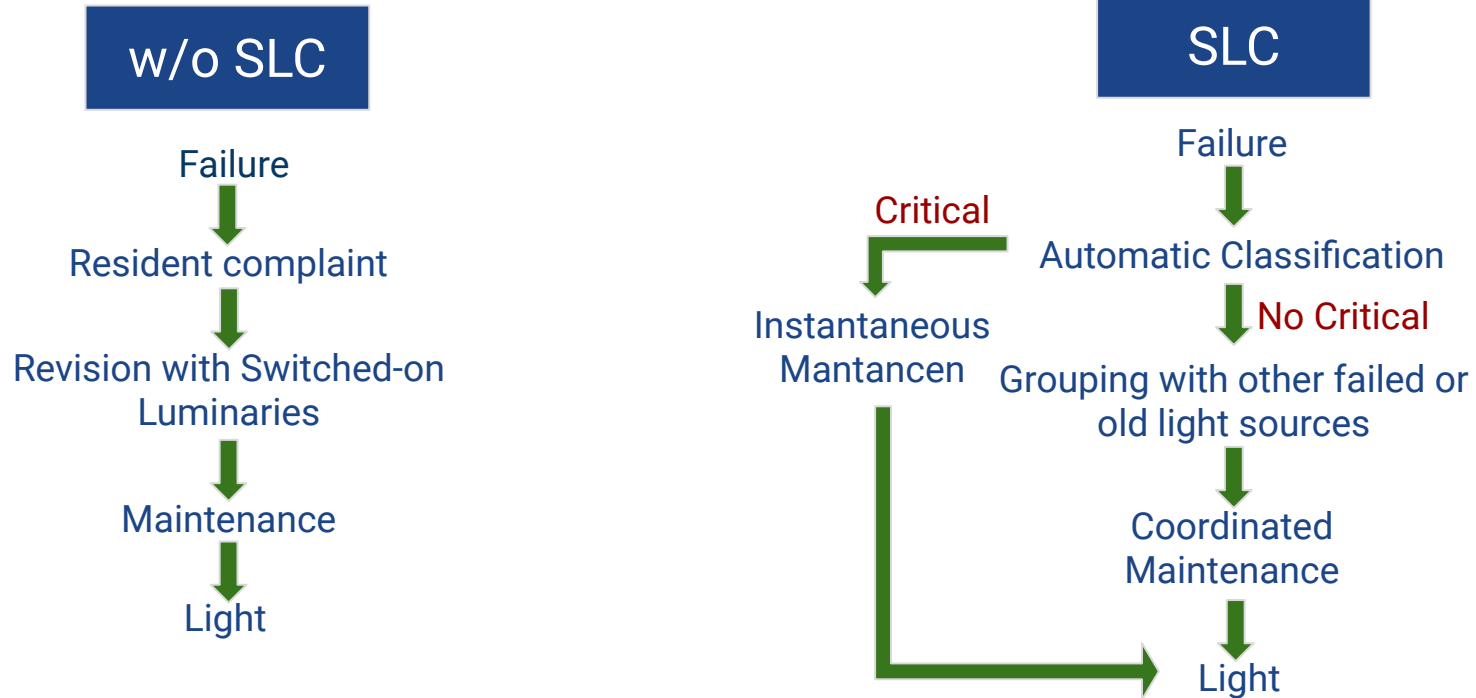 w/o SLC
Failure
Resident complaint
Revision with Switched-on
Luminaries
Maintenance
Light
SLC
Failure
Critical
Automatic Classification
No Critical
Instantaneous
Mantancen
Grouping with other failed or
old light sources
Coordinated
Maintenance
Light